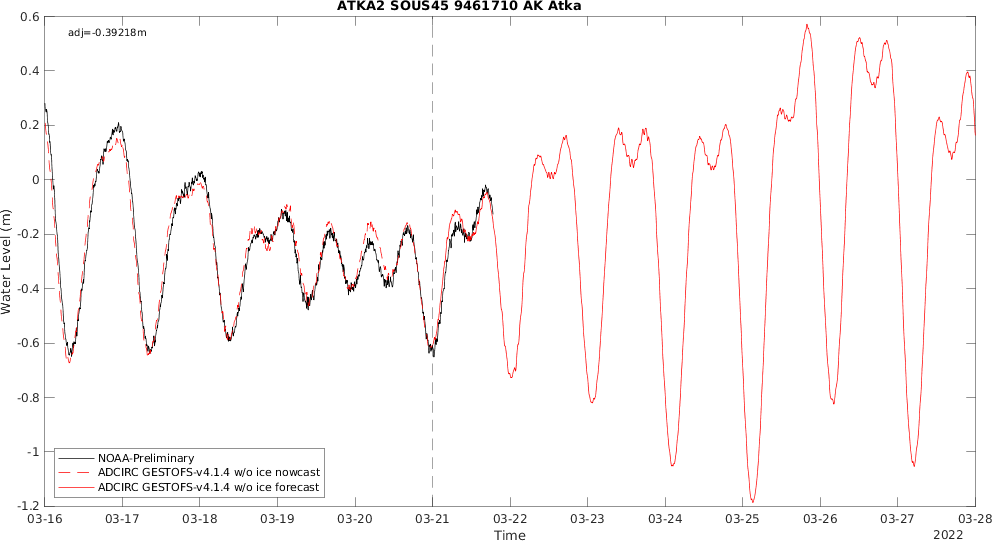 ATKA2 SOUS45 9461710 AK Atka
adj=-0.39218m
0.6
0.4
0.2
0
-0.2
-0.4
-0.6
-0.8
-1
-1.2
Water Level (m)
NOAA-Preliminary
ADCIRC GESTOFS-v4.1.4 w/o ice nowcast
ADCIRC GESTOFS-v4.1.4 w/o ice forecast
03-16 03-17 03-18 03-19 03-20 03-21 03-22 03-23 03-24 03-25 03-26 03-27 03-28
Time
2022